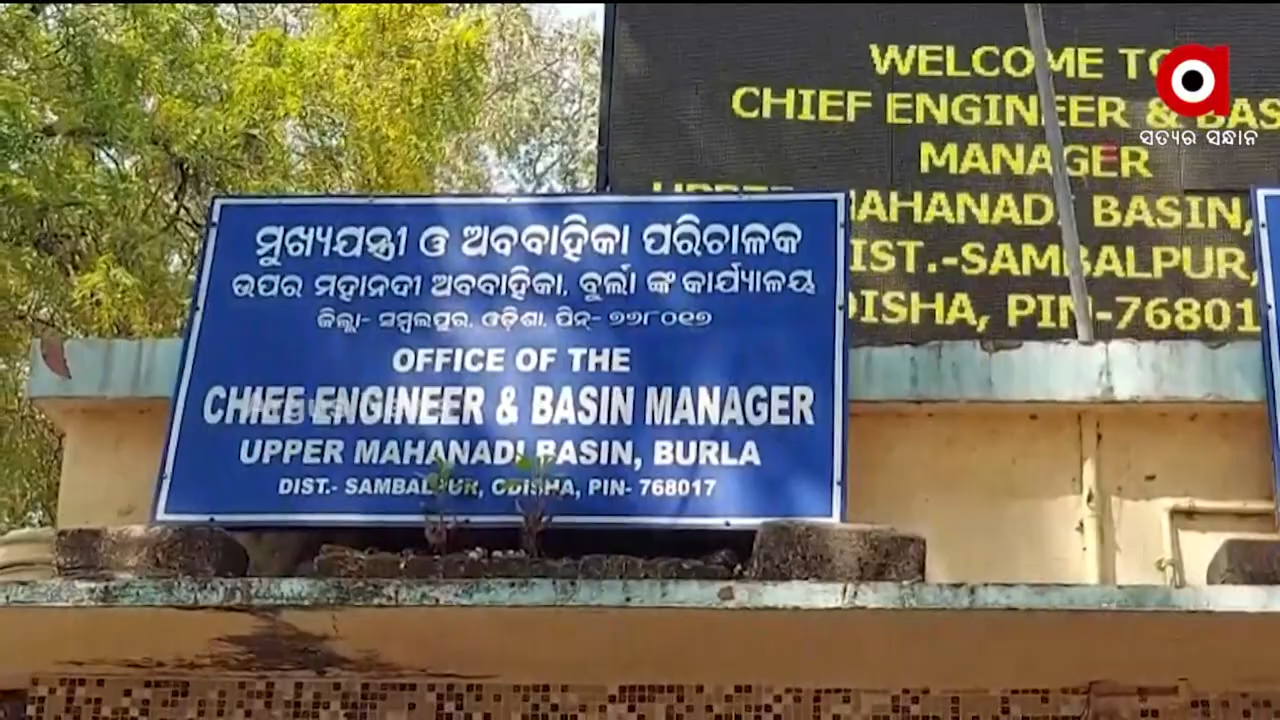 ମୁଖ୍ୟଯନ୍ତ୍ରୀ ଓ ଅବବାହିକା ପରିଚାଳକ
ଉପର ମହାନଦୀ ଅବବାହିକା, ବୁର୍ଲା ଙ୍କ କାର୍ଯ୍ୟାଳୟ
ଜିଲ୍ଲା- ସମ୍ବଲପୁର, ଓଡ଼ିଶା, ପିନ୍- ୭୬୮୦୧୭
OFFICE OF THE
CHIEF ENGINEER & BASIN MANAGER
UPPER MAHANADI BASIN, BURLA
DIST.- SAMBALPUR, ODISHA, PIN- 768017
WELCOME TO
CHIEF ENGINEER & BAS
MANAGER
MAHANADI BASIN,
DIST.-SAMBALPUR,
ODISHA, PIN-76801
ସତ୍ୟର ସନ୍ଧାନ